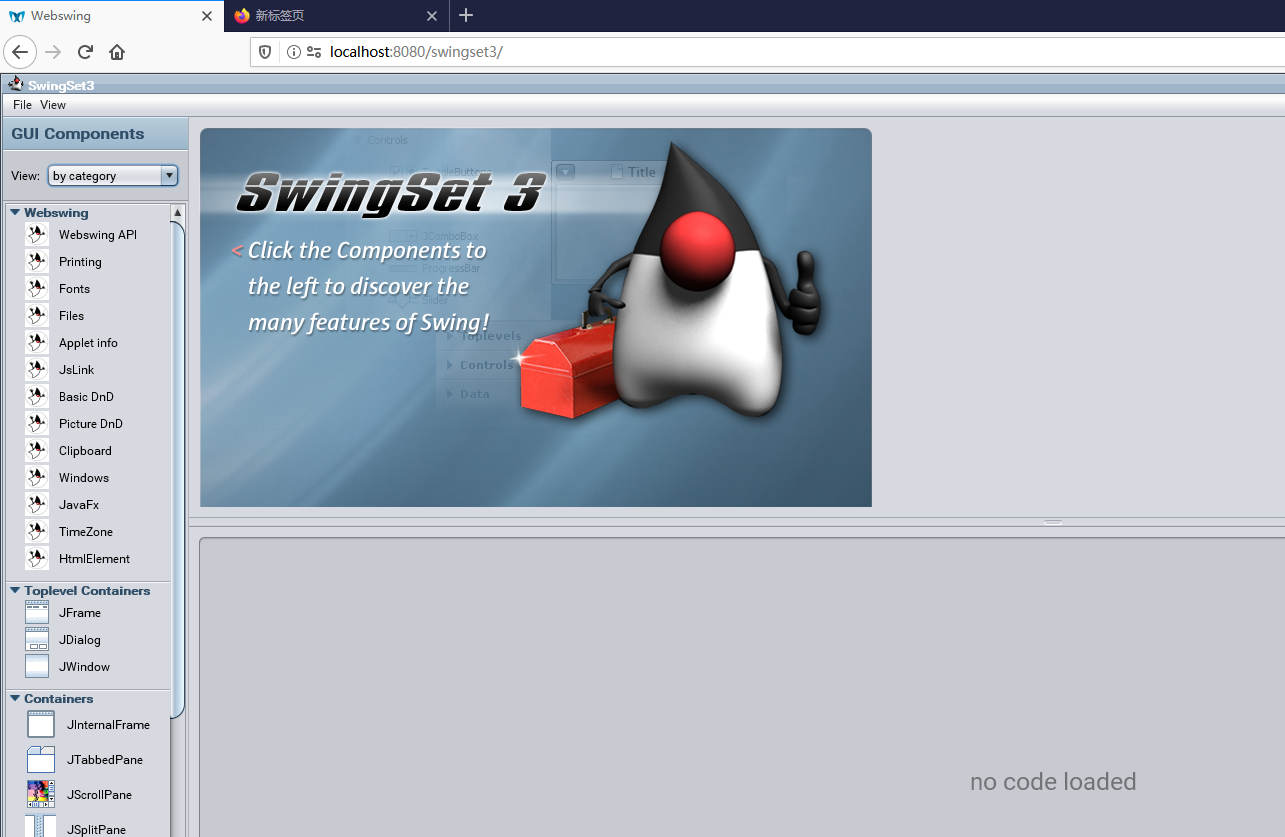 Webswing
新标签页
localhost:8080/swingset3/
SwingSet3
File View
GUI Components
View: by category
Webswing
Webswing API
Printing
Fonts
Files
Applet info
JsLink
Basic DnD
Picture DnD
Clipboard
Windows
JavaFx
TimeZone
HtmlElement
Toplevel Containers
JFrame
JDialog
JWindow
Containers
JInternalFrame
JTabbedPane
JScrollPane
JSplitPane
Controls
Title
SwingSet 3
JComboBox
< Click the Components to
ProgressBar
the left to discover the
Slider
many features of Swing!
Toplevels
Controls
Data
no code loaded